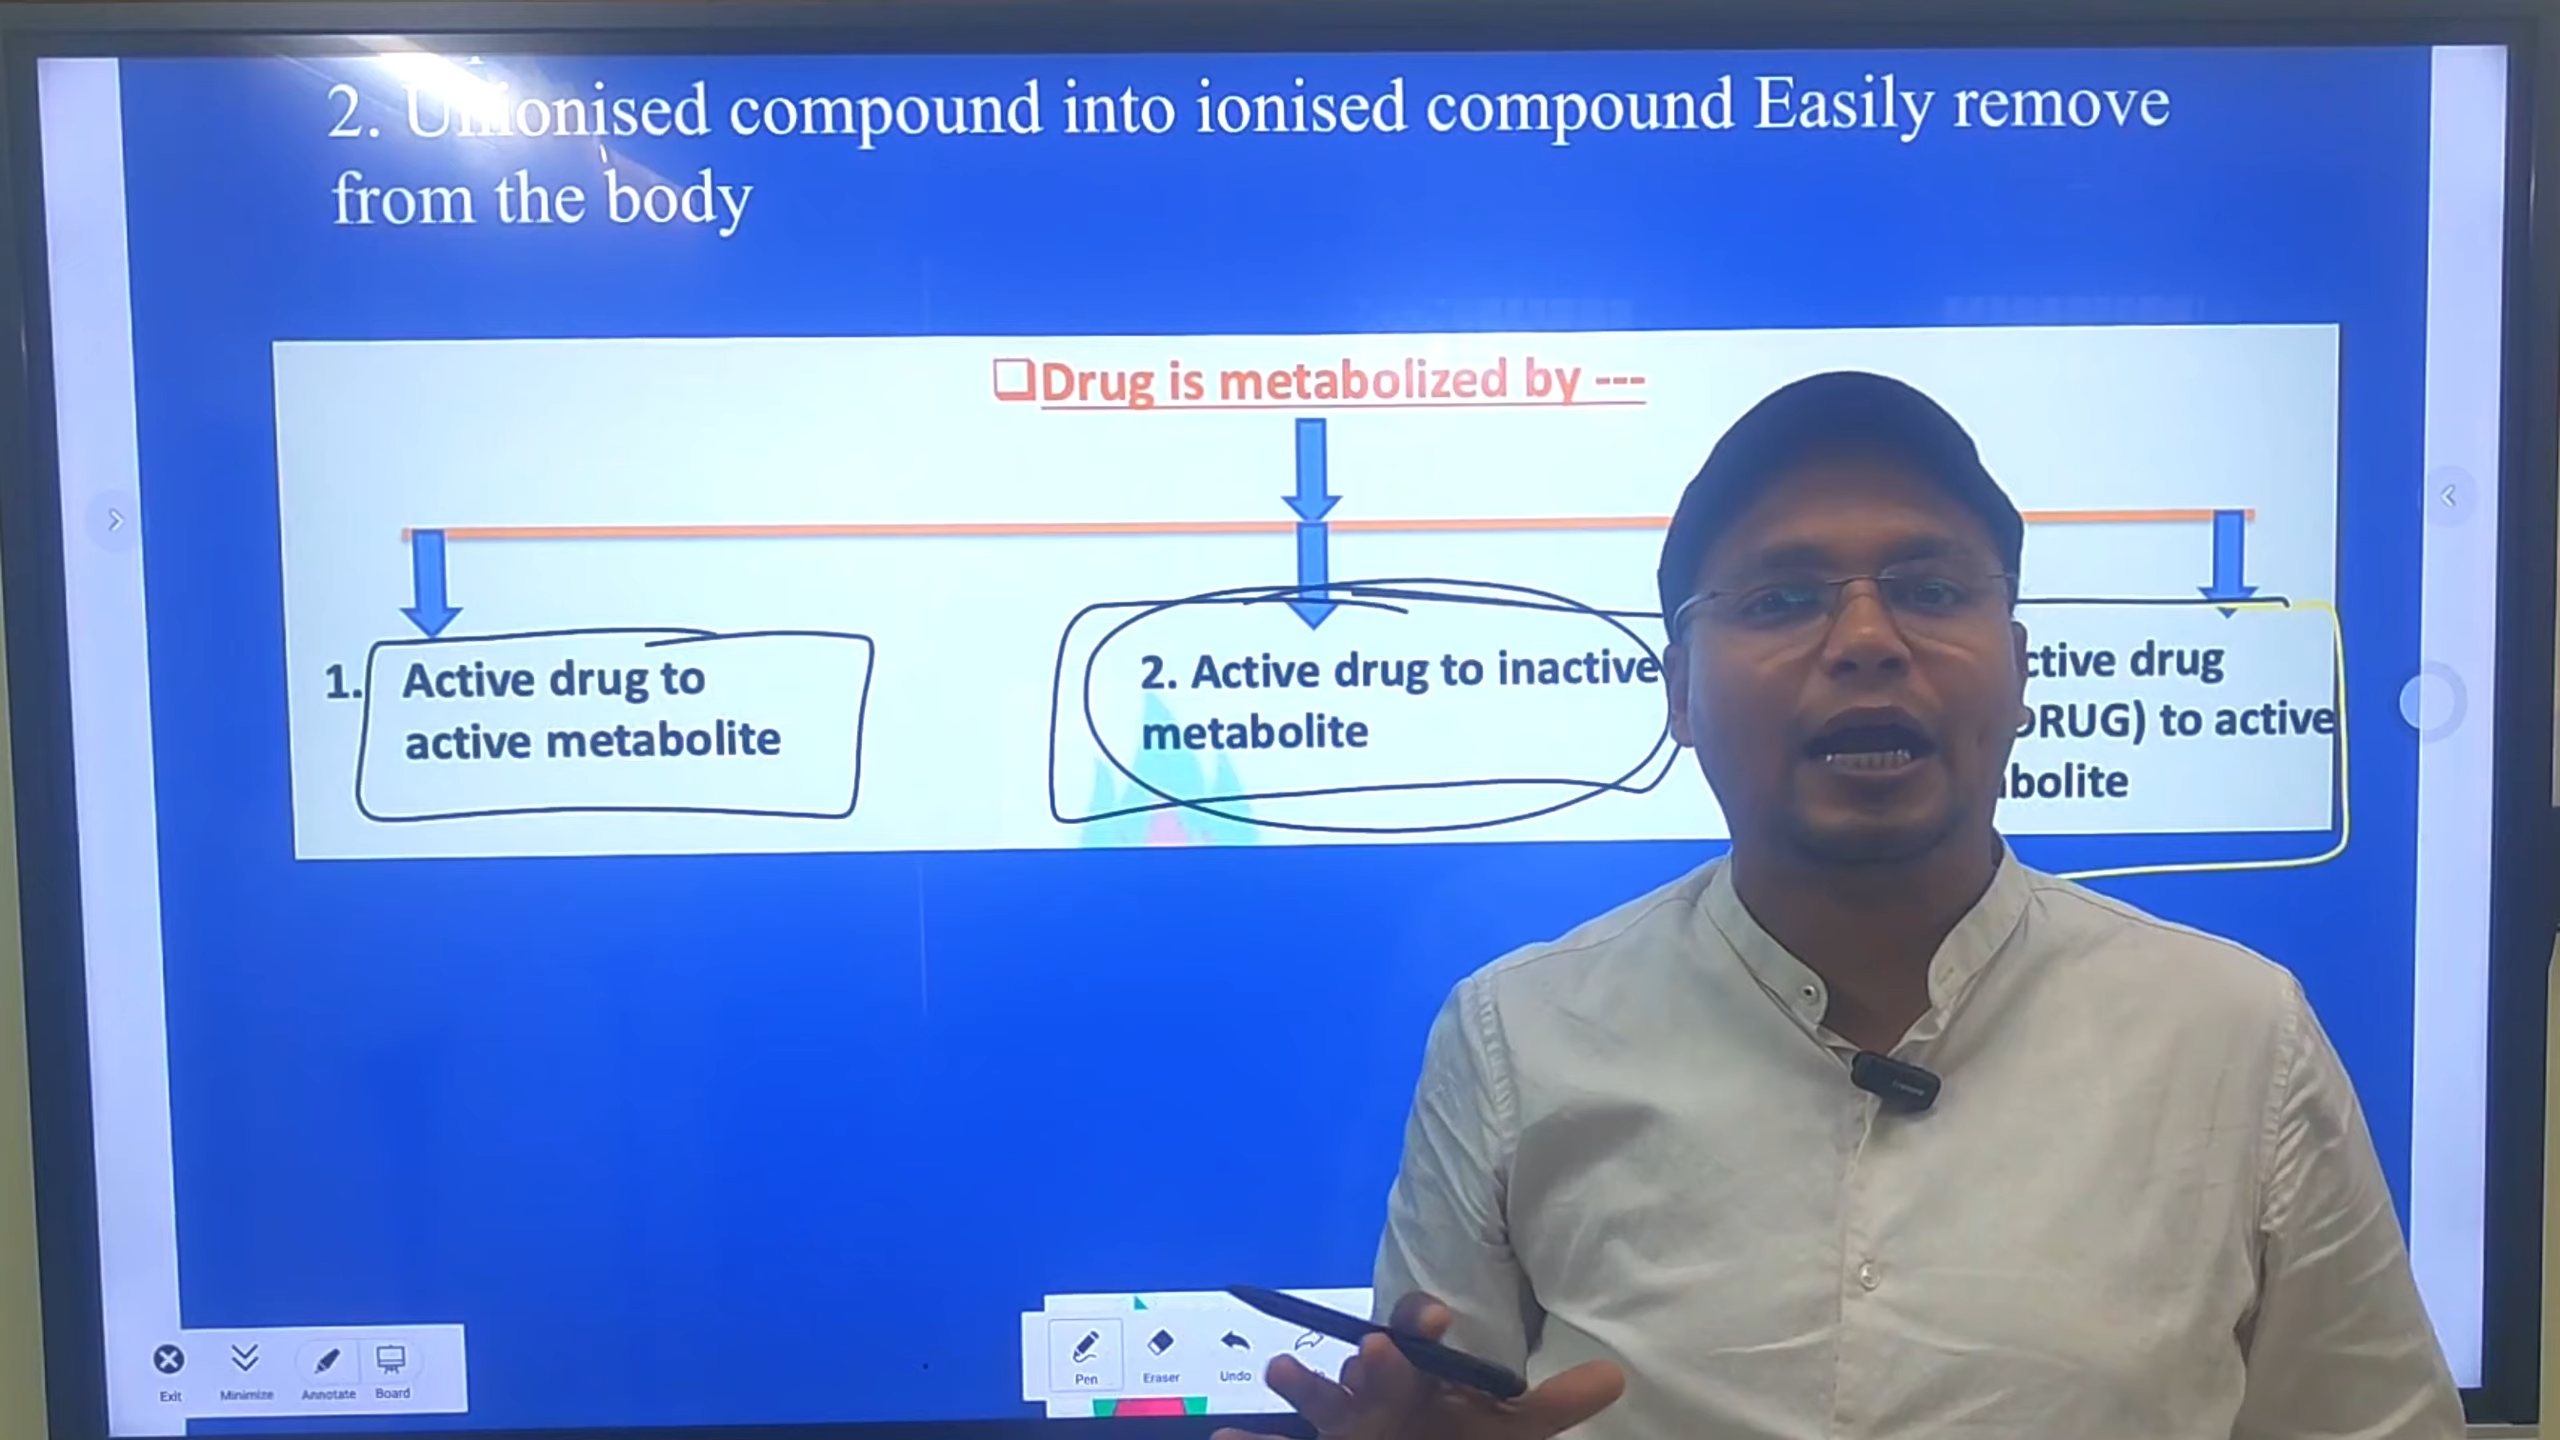 2. Unionised compound into ionised compound Easily remove
from the body
Drug is metabolized by ---
1. Active drug to
active metabolite
2. Active drug to inactive
metabolite
ctive drug
DRUG) to active
bolite
Exit Minimize Annotate Board
Pen Eraser Undo